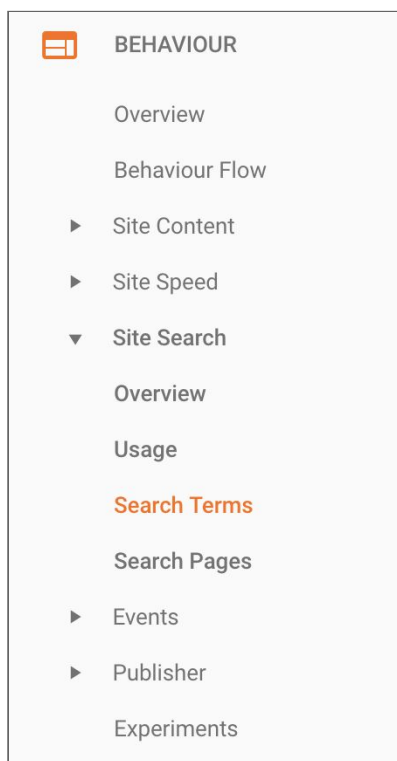 BEHAVIOUR
Overview
Behaviour Flow
Site Content
Site Speed
Site Search
Overview
Usage
Search Terms
Search Pages
Events
Publisher
Experiments